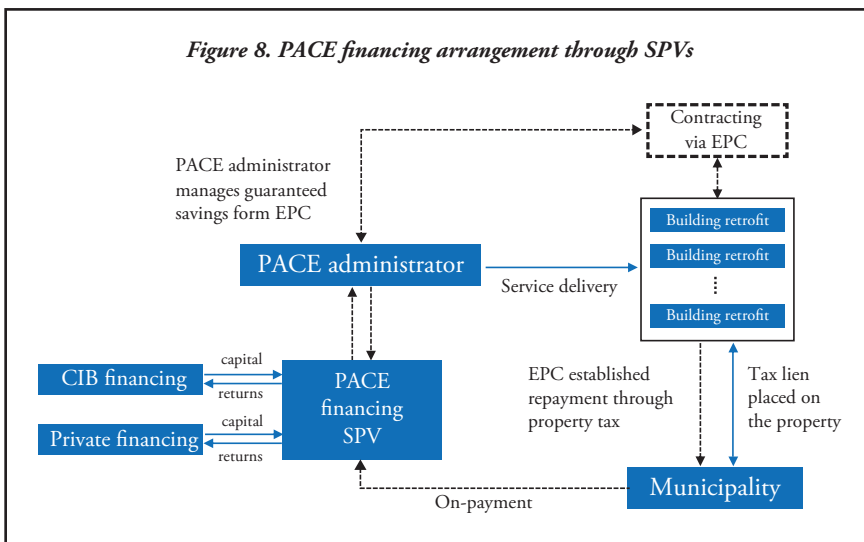 Figure 8. PACE financing arrangement through SPVs
Contracting
via EPC
PACE administrator
manages guaranteed
savings form EPC
Building retrofit
Building retrofit
Building retrofit
PACE administrator
Service delivery
CIB financing
capital
returns
Private financing
capital
returns
PACE
financing
SPV
EPC established
repayment through
property tax
Tax lien
placed on
the property
Municipality
On-payment